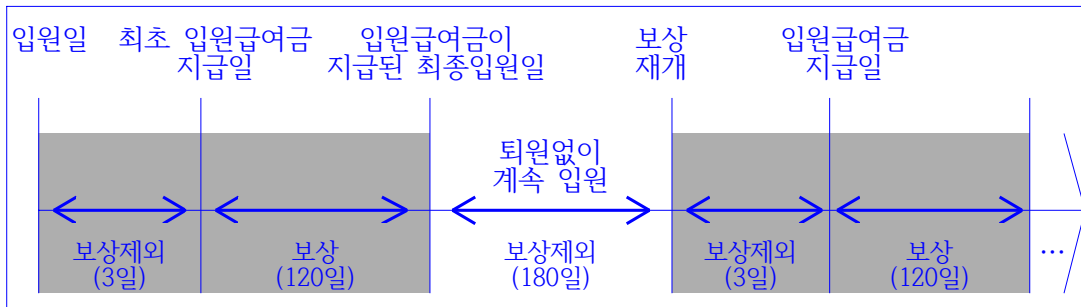 입원일
최초 입원급여금
지급일
입원급여금이
지급된 최종입원일
보상
재개
입원급여금
지급일
퇴원없이
계속 입원
보상제외
(3일)
보상
(120일)
보상제외
(180일)
보상제외
(3일)
보상
(120일)
…